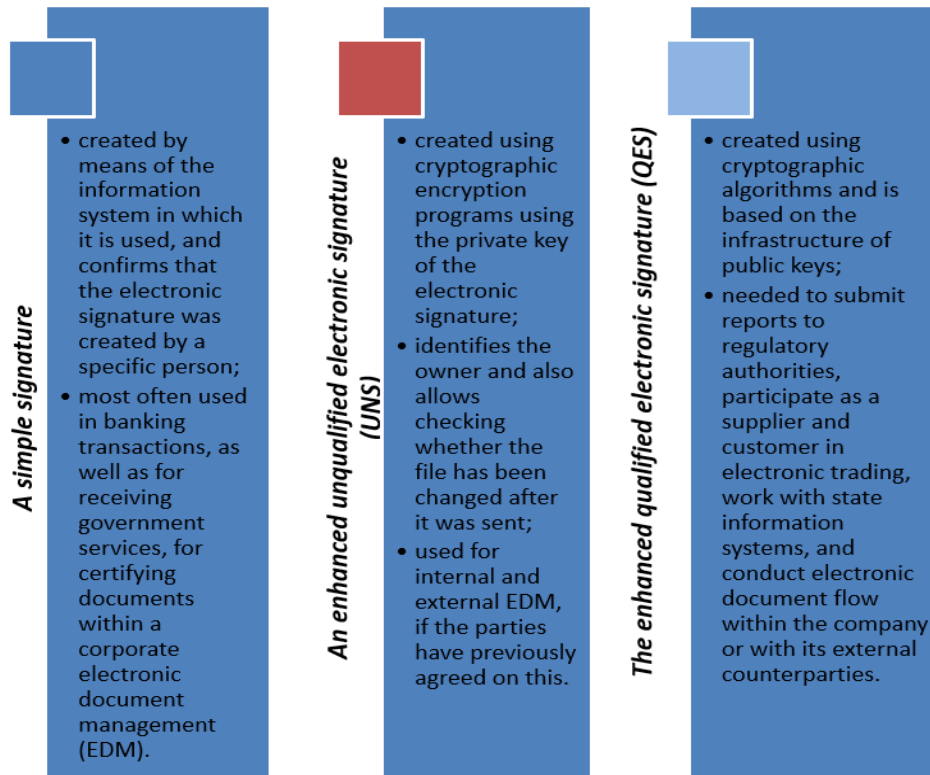 A simple signature
• created by
means of the
information
system in which
it is used, and
confirms that
the electronic
signature was
created by a
specific person;
• most often used
in banking
transactions, as
well as for
receiving
government
services, for
certifying
documents
within a
corporate
electronic
document
management
(EDM).
An enhanced unqualified electronic signature
(UNS)
• created using
cryptographic
encryption
programs using
the private key
of the
electronic
signature;
• identifies the
owner and also
allows
checking
whether the
file has been
changed after
it was sent;
• used for
internal and
external EDM,
if the parties
have previously
agreed on this.
The enhanced qualified electronic signature (QES)
• created using
cryptographic
algorithms and is
based on the
infrastructure of
public keys;
• needed to submit
reports to
regulatory
authorities,
participate as a
supplier and
customer in
electronic trading,
work with state
information
systems, and
conduct electronic
document flow
within the company
or with its external
counterparties.